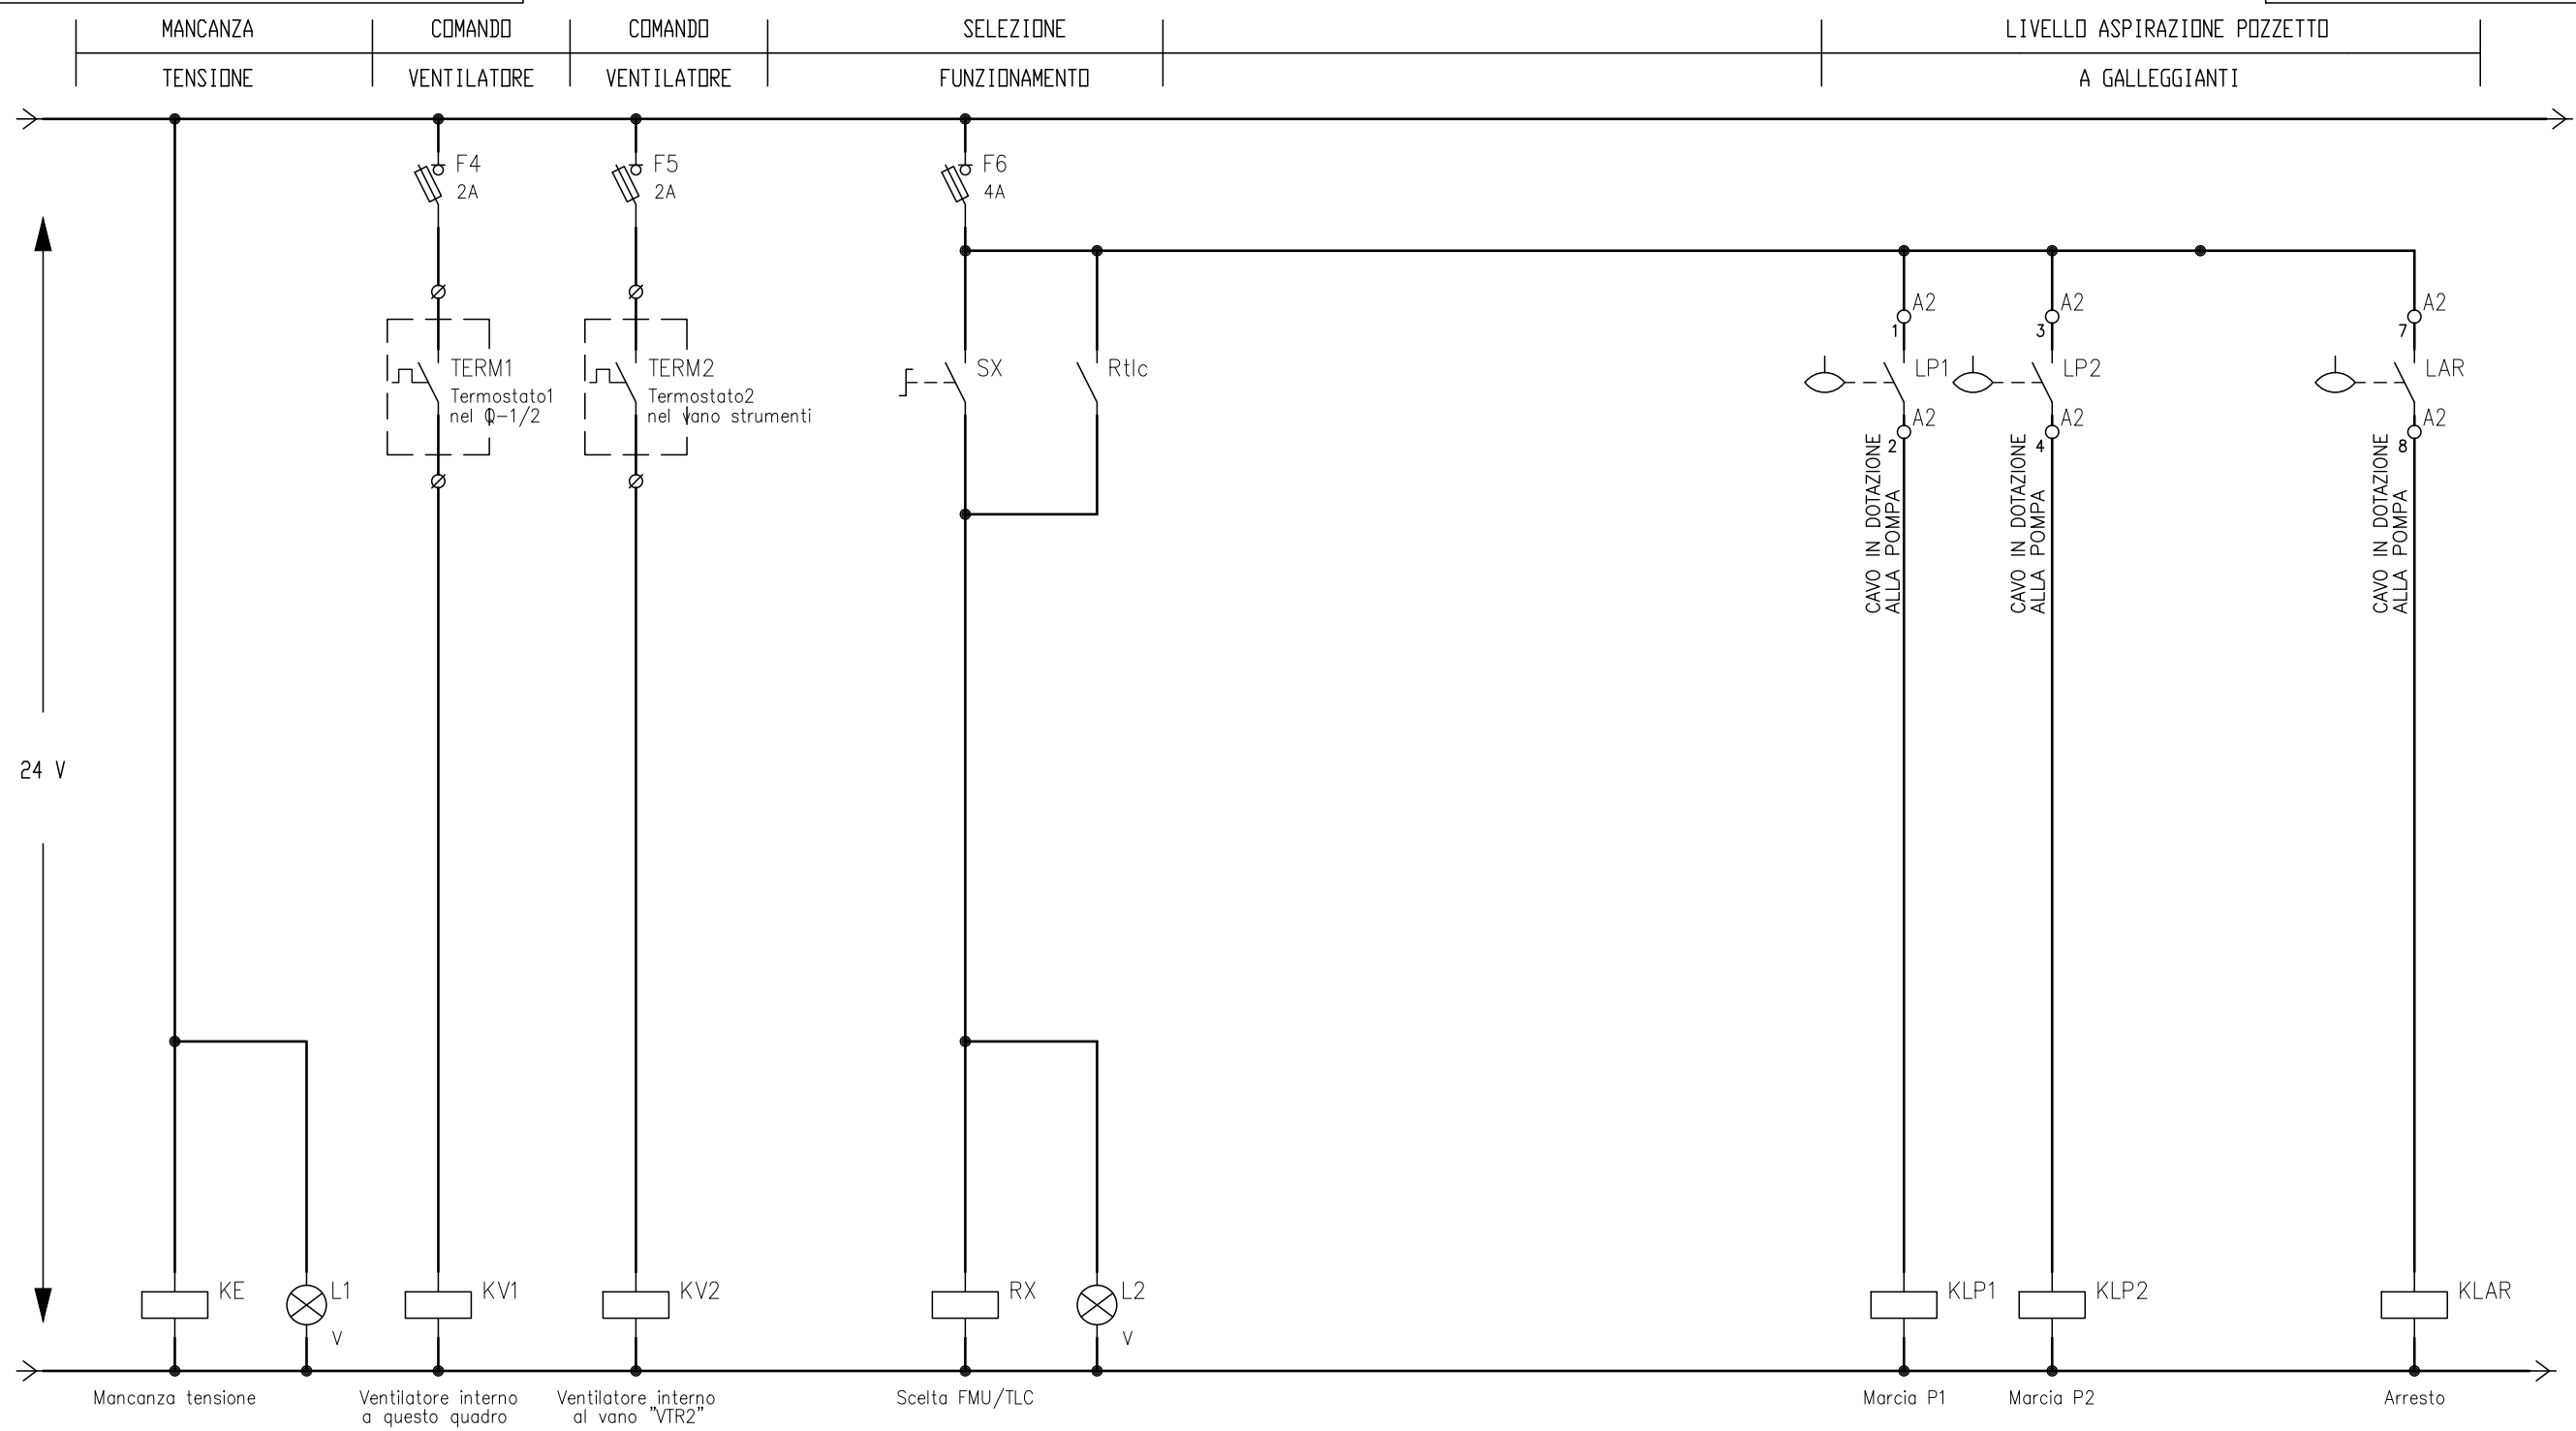 MANCANZA
TENSIONE
COMANDO
VENTILATORE
COMANDO
VENTILATORE
SELEZIONE
FUNZIONAMENTO
LIVELLO ASPIRAZIONE POZZETTO
A GALLEGGIANTI
F4
2A
F5
2A
F6
4A
TERM1
Termostato1
nel Q-1/2
TERM2
Termostato2
nel vano strumenti
SX
Rtlc
A2
1
LP1
A2
2
CAVO IN DOTAZIONE
ALLA POMPA
A2
3
LP2
A2
4
CAVO IN DOTAZIONE
ALLA POMPA
A2
7
LAR
A2
8
CAVO IN DOTAZIONE
ALLA POMPA
24 V
KE
L1
V
KV1
KV2
RX
L2
V
KLP1
KLP2
KLAR
Mancanza tensione
Ventilatore interno
a questo quadro
Ventilatore interno
al vano "VTR2"
Scelta FMU/TLC
Marcia P1
Marcia P2
Arresto